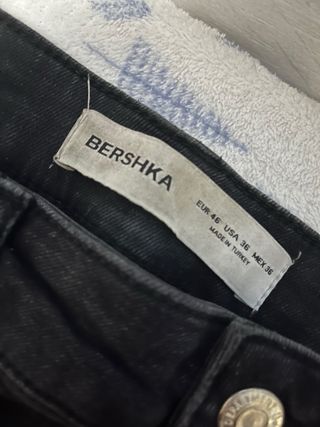 BERSHKA
EUR 46 USA 36 MEX 36
MADE IN TURKEY